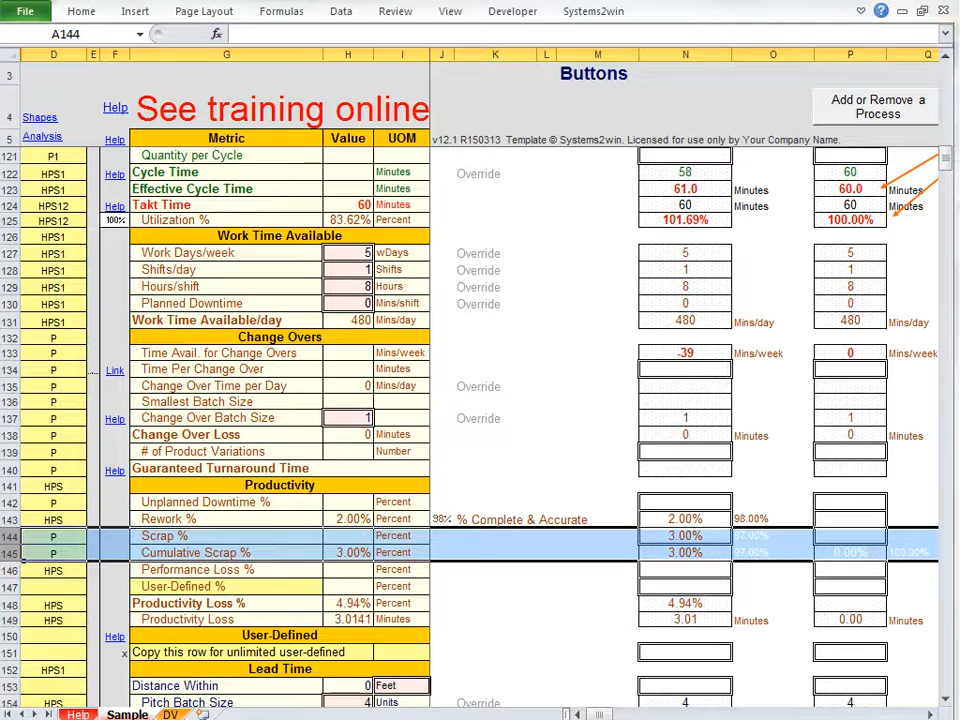 File Home Insert Page Layout Formulas Data Review View Developer Systems2win
A144 fx
D E F G H I J K L M N O P Q
3 Buttons
4 Shapes Help See training online Add or Remove a Process
5 Analysis Help Metric Value UOM v12.1 R150313 Template © Systems2win. Licensed for use only by Your Company Name.
121 P1 Quantity per Cycle
122 HPS1 Help Cycle Time Minutes Override 58 60
123 HPS1 Effective Cycle Time Minutes 61.0 Minutes 60.0 Minutes
124 HPS12 Help Takt Time 60 Minutes 60 Minutes 60 Minutes
125 HPS12 100% Utilization % 83.62% Percent 101.69% 100.00%
126 HPS1 Work Time Available
127 HPS1 Work Days/week 5 wDays Override 5 5
128 HPS1 Shifts/day 1 Shifts Override 1 1
129 HPS1 Hours/shift 8 Hours Override 8 8
130 HPS1 Planned Downtime 0 Mins/shift Override 0 0
131 HPS1 Work Time Available/day 480 Mins/day 480 Mins/day 480 Mins/day
132 P Change Overs
133 P Time Avail. for Change Overs Mins/week -39 Mins/week 0 Mins/week
134 P Link Time Per Change Over Minutes
135 P Change Over Time per Day 0 Mins/day Override
136 P Smallest Batch Size
137 P Help Change Over Batch Size 1 Override 1 1
138 P Change Over Loss 0 Minutes 0 Minutes 0 Minutes
139 P # of Product Variations Number
140 P Help Guaranteed Turnaround Time
141 HPS Productivity
142 P Unplanned Downtime % Percent
143 HPS Rework % 2.00% Percent 98% % Complete & Accurate 2.00% 98.00%
144 P Scrap % Percent 3.00% 97.00%
145 P Cumulative Scrap % 3.00% Percent 3.00% 97.00% 0.00% 100.00%
146 HPS Performance Loss % Percent
147 User-Defined % Percent
148 HPS Productivity Loss % 4.94% Percent 4.94%
149 HPS Productivity Loss 3.0141 Minutes 3.01 Minutes 0.00 Minutes
150 Help User-Defined
151 x Copy this row for unlimited user-defined
152 HPS1 Lead Time
153 Distance Within 0 Feet
154 HPS Pitch Batch Size 4 Units Override 4 4
Help Sample DV